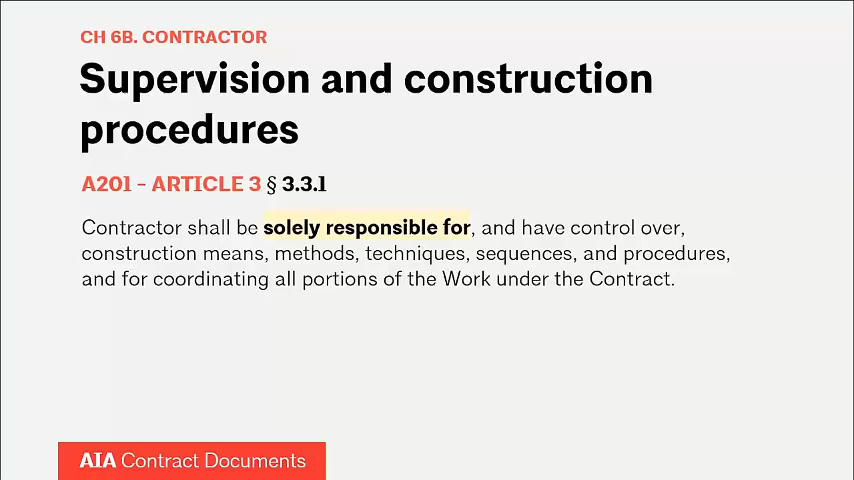 CH 6B. CONTRACTOR
Supervision and construction
procedures
A201 – ARTICLE 3 § 3.3.1
Contractor shall be solely responsible for, and have control over,
construction means, methods, techniques, sequences, and procedures,
and for coordinating all portions of the Work under the Contract.
AIA Contract Documents